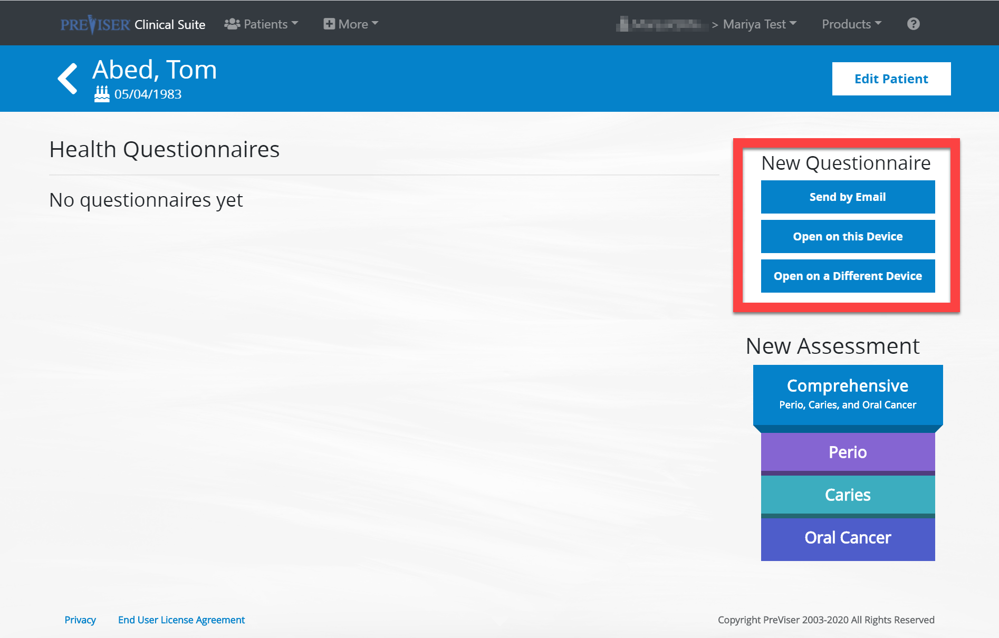 PREVISER Clinical Suite Patients More > Mariya Test Products ?
Abed, Tom
05/04/1983
Edit Patient
Health Questionnaires
No questionnaires yet
New Questionnaire
Send by Email
Open on this Device
Open on a Different Device
New Assessment
Comprehensive
Perio, Caries, and Oral Cancer
Perio
Caries
Oral Cancer
Privacy End User License Agreement Copyright PreViser 2003-2020 All Rights Reserved